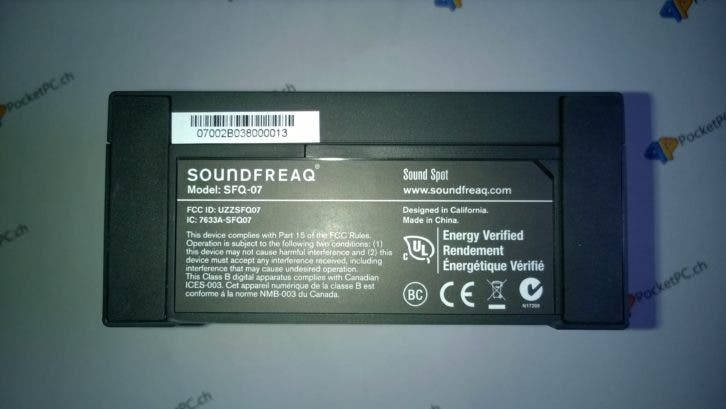 PocketPC.ch
PocketPC.ch
07002B038000013
SOUNDFREAQ®
Model: SFQ-07
FCC ID: UZZSFQ07
IC: 7633A-SFQ07
This device complies with Part 15 of the FCC Rules.
Operation is subject to the following two conditions: (1)
this device may not cause harmful interference and (2) this
device must accept any interference received, including
interference that may cause undesired operation.
This Class B digital apparatus complies with Canadian
ICES-003. Cet appareil numérique de la classe B est
conforme à la norme NMB-003 du Canada.
Sound Spot
www.soundfreaq.com
Designed in California.
Made in China.
C UL
Energy Verified
Rendement
Énergétique Vérifié
BC
CE
PocketPC.ch